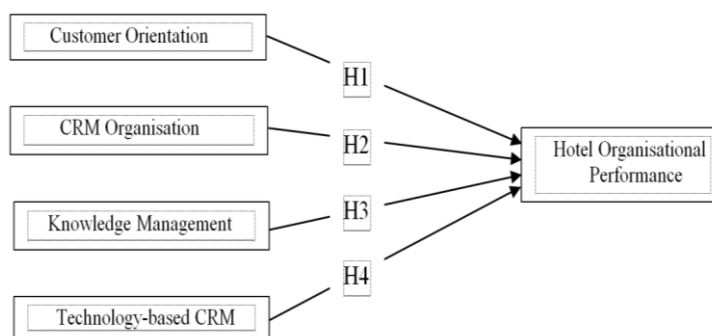 Customer Orientation
H1
CRM Organisation
H2
Hotel Organisational
Performance
Knowledge Management
H3
H4
Technology-based CRM